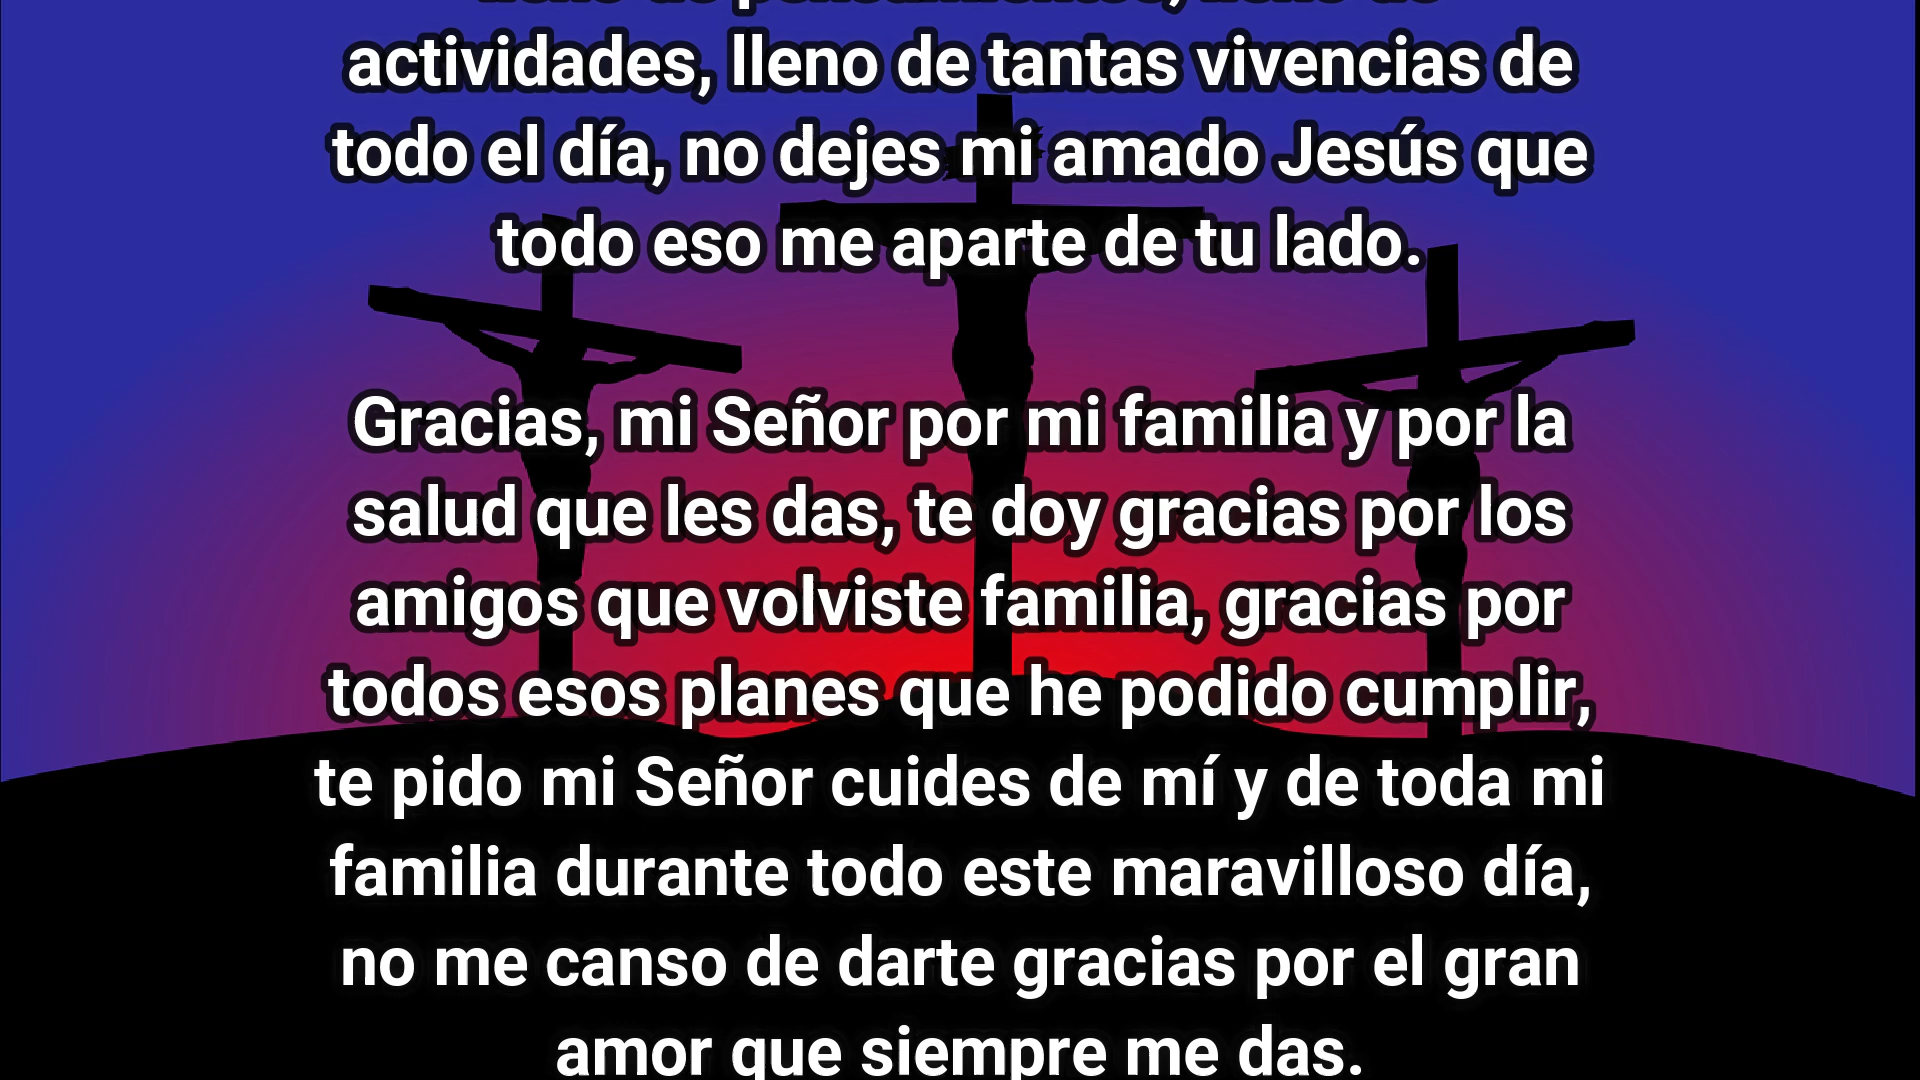 actividades, lleno de tantas vivencias de
todo el día, no dejes mi amado Jesús que
todo eso me aparte de tu lado.
Gracias, mi Señor por mi familia y por la
salud que les das, te doy gracias por los
amigos que volviste familia, gracias por
todos esos planes que he podido cumplir,
te pido mi Señor cuides de mí y de toda mi
familia durante todo este maravilloso día,
no me canso de darte gracias por el gran
amor que siempre me das.